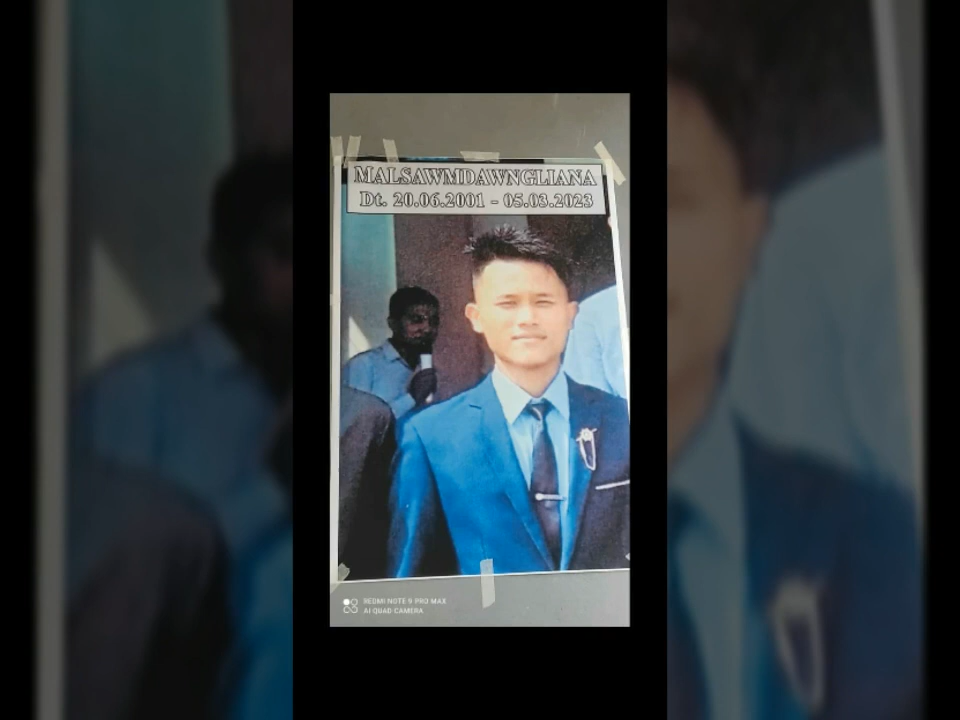 MALSAWMDAWNGLIANA
Dt. 20.06.2001 - 05.03.2023
REDMI NOTE 9 PRO MAX
AI QUAD CAMERA